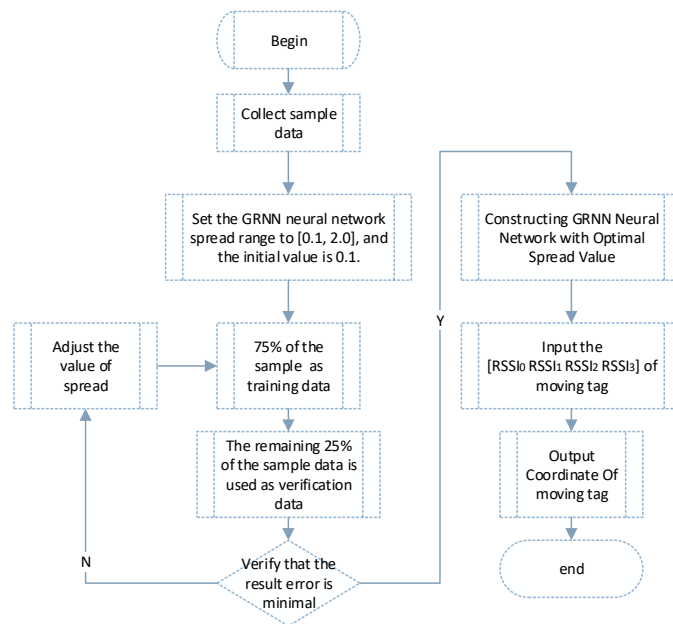 Begin
Collect sample
data
Set the GRNN neural network
spread range to [0.1, 2.0], and
the initial value is 0.1.
Adjust the
value of
spread
75% of the
sample as
training data
The remaining 25%
of the sample data is
used as verification
data
Verify that the
result error is
minimal
N
Y
Constructing GRNN Neural
Network with Optimal
Spread Value
Input the
[RSSI₀ RSSI₁ RSSI₂ RSSI₃] of
moving tag
Output
Coordinate Of
moving tag
end